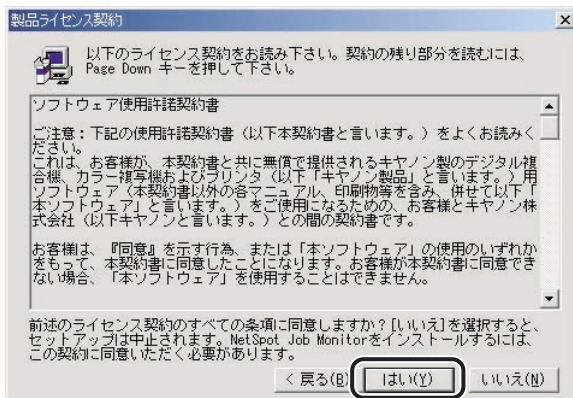 製品ライセンス契約
以下のライセンス契約をお読み下さい。契約の残り部分を読むには、
Page Down キーを押して下さい。
ソフトウェア使用許諾契約書
ご注意：下記の使用許諾契約書（以下本契約書と言います。）をよくお読みく
ださい。
これは、お客様が、本契約書と共に無償で提供されるキヤノン製のデジタル複
合機、カラー複写機およびプリンタ（以下「キヤノン製品」と言います。）用
ソフトウェア（本契約書以外の各マニュアル、印刷物等を含み、併せて以下「
本ソフトウェア」と言います。）をご使用になるための、お客様とキヤノン株
式会社（以下キヤノンと言います。）との間の契約書です。
お客様は、『同意』を示す行為、または「本ソフトウェア」の使用のいずれか
をもって、本契約書に同意したことになります。お客様が本契約書に同意でき
ない場合、「本ソフトウェア」を使用することはできません。
前述のライセンス契約のすべての条項に同意しますか？[いいえ]を選択すると、
セットアップは中止されます。NetSpot Job Monitorをインストールするには、
この契約に同意いただく必要があります。
< 戻る(B) はい(Y) いいえ(N)